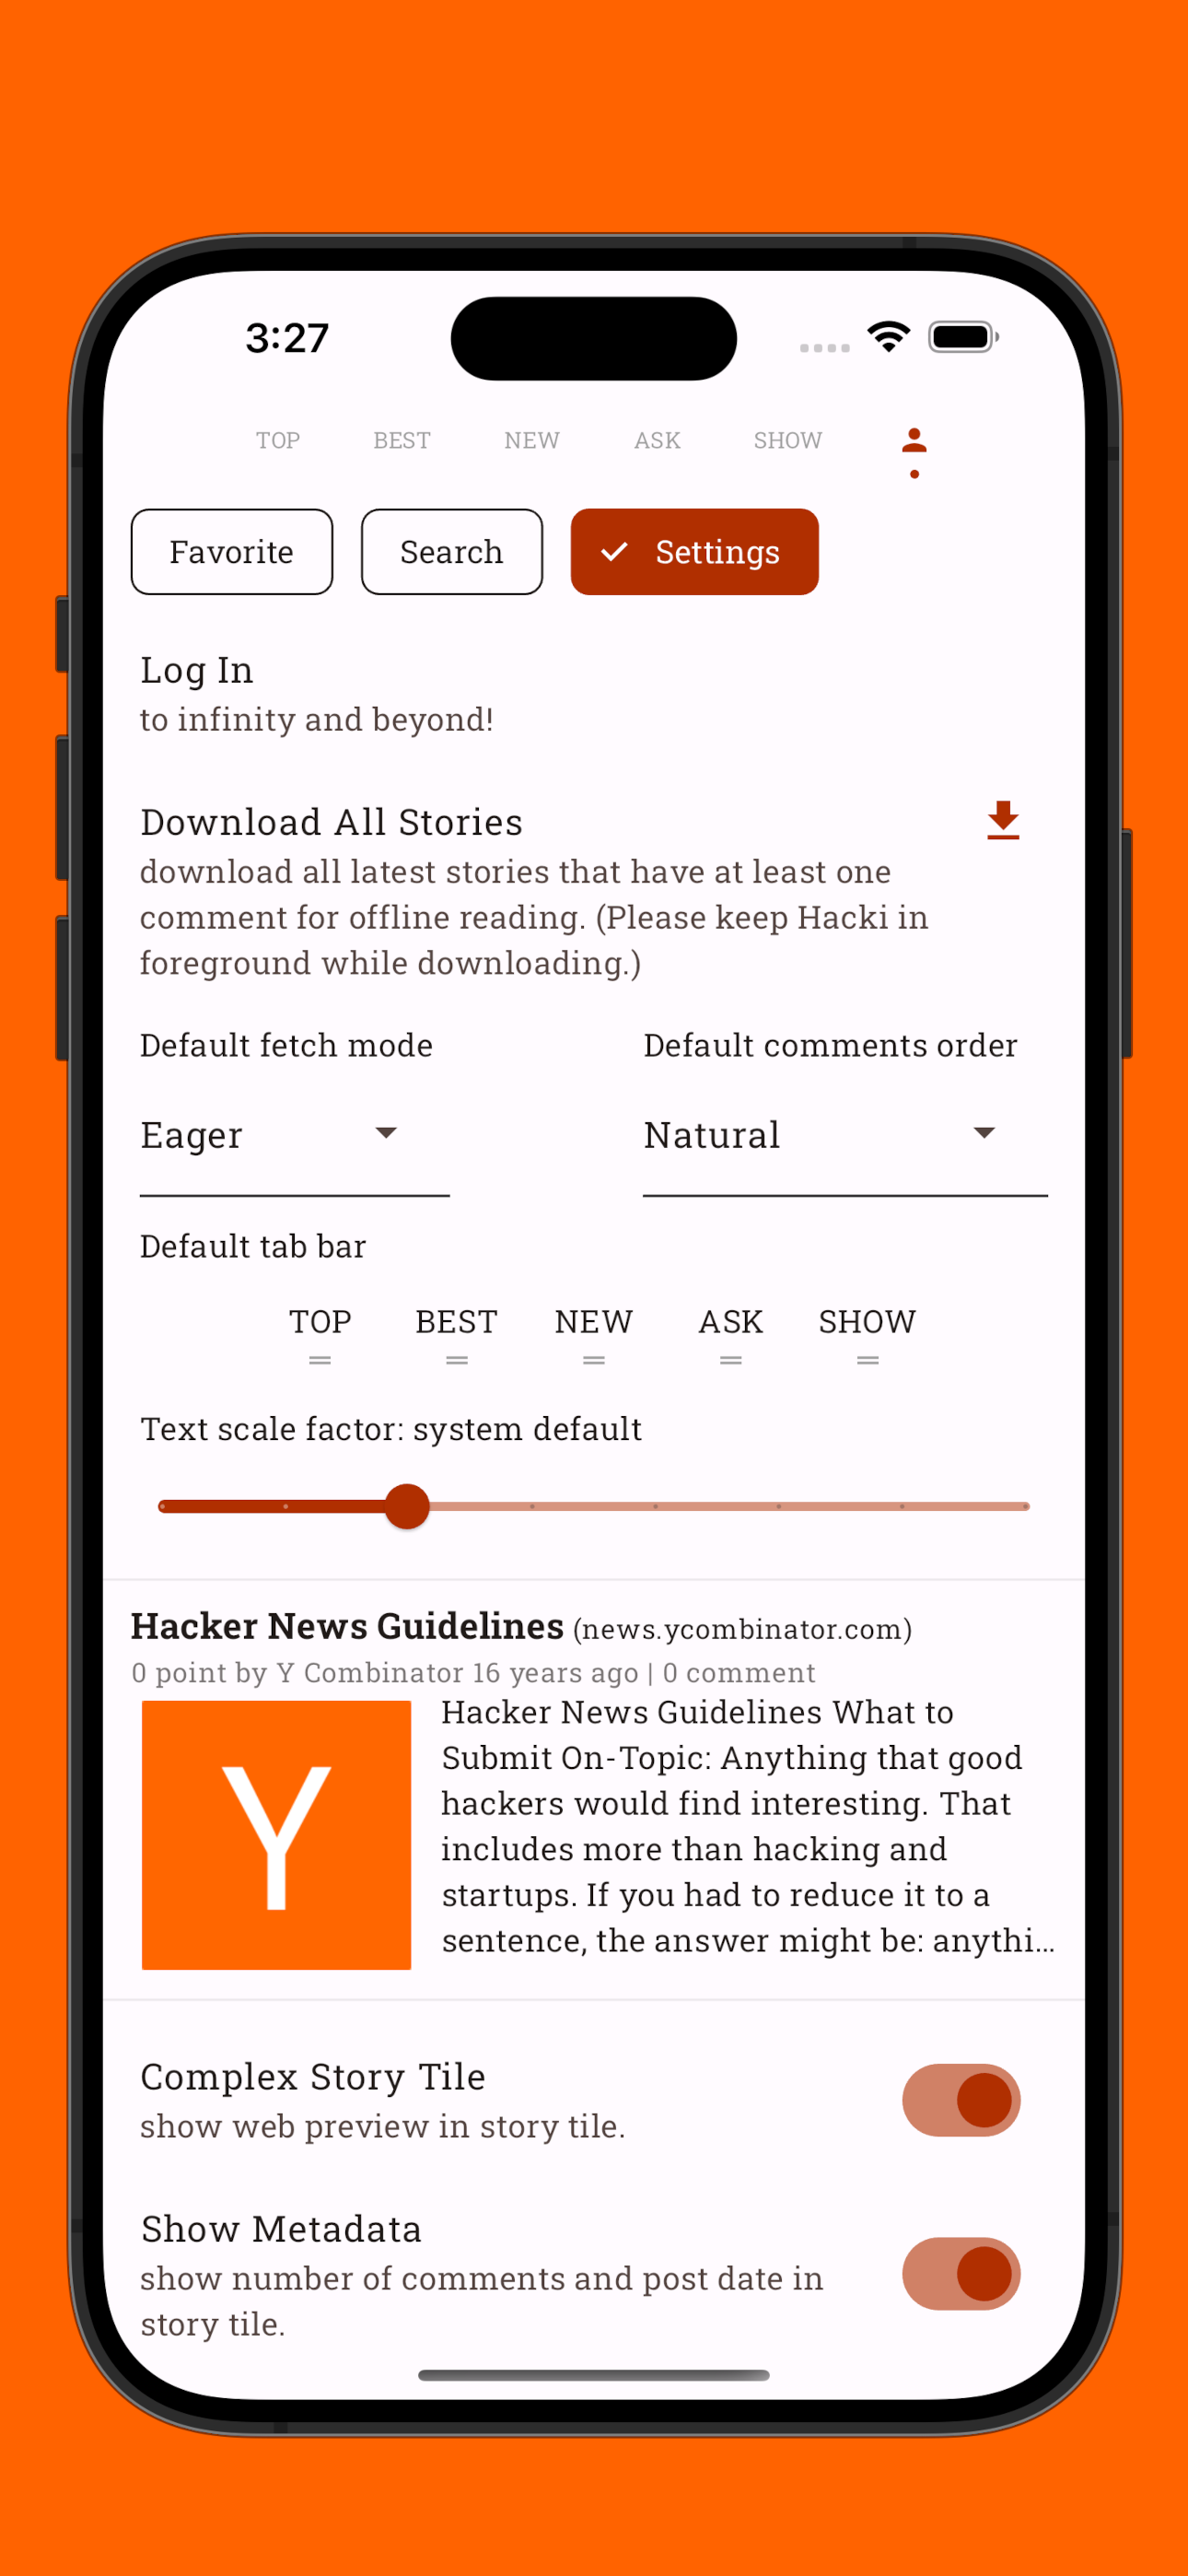 3:27
TOP BEST NEW ASK SHOW
Favorite Search Settings
Log In
to infinity and beyond!
Download All Stories
download all latest stories that have at least one
comment for offline reading. (Please keep Hacki in
foreground while downloading.)
Default fetch mode Default comments order
Eager Natural
Default tab bar
TOP BEST NEW ASK SHOW
Text scale factor: system default
Hacker News Guidelines (news.ycombinator.com)
0 point by Y Combinator 16 years ago | 0 comment
Y
Hacker News Guidelines What to
Submit On-Topic: Anything that good
hackers would find interesting. That
includes more than hacking and
startups. If you had to reduce it to a
sentence, the answer might be: anythi...
Complex Story Tile
show web preview in story tile.
Show Metadata
show number of comments and post date in
story tile.